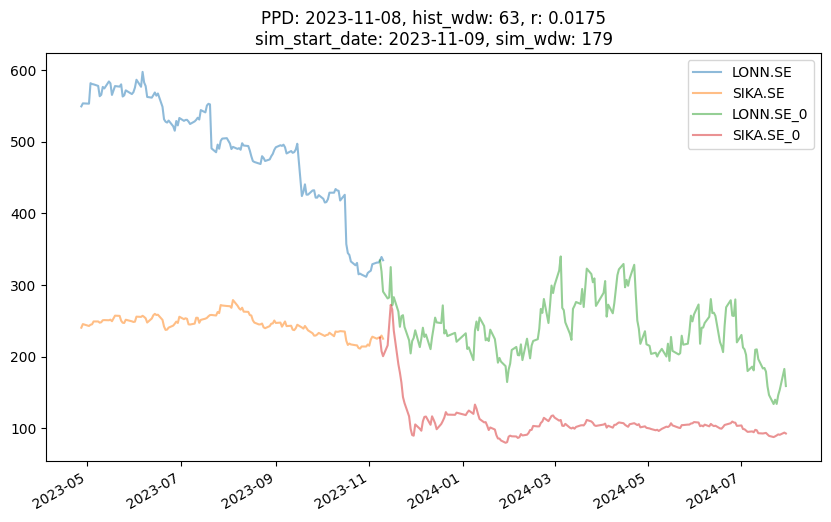 PPD: 2023-11-08, hist_wdw: 63, r: 0.0175
sim_start_date: 2023-11-09, sim_wdw: 179
LONN.SE
SIKA.SE
LONN.SE_0
SIKA.SE_0
600
500
400
300
200
100
2023-05
2023-07
2023-09
2023-11
2024-01
2024-03
2024-05
2024-07